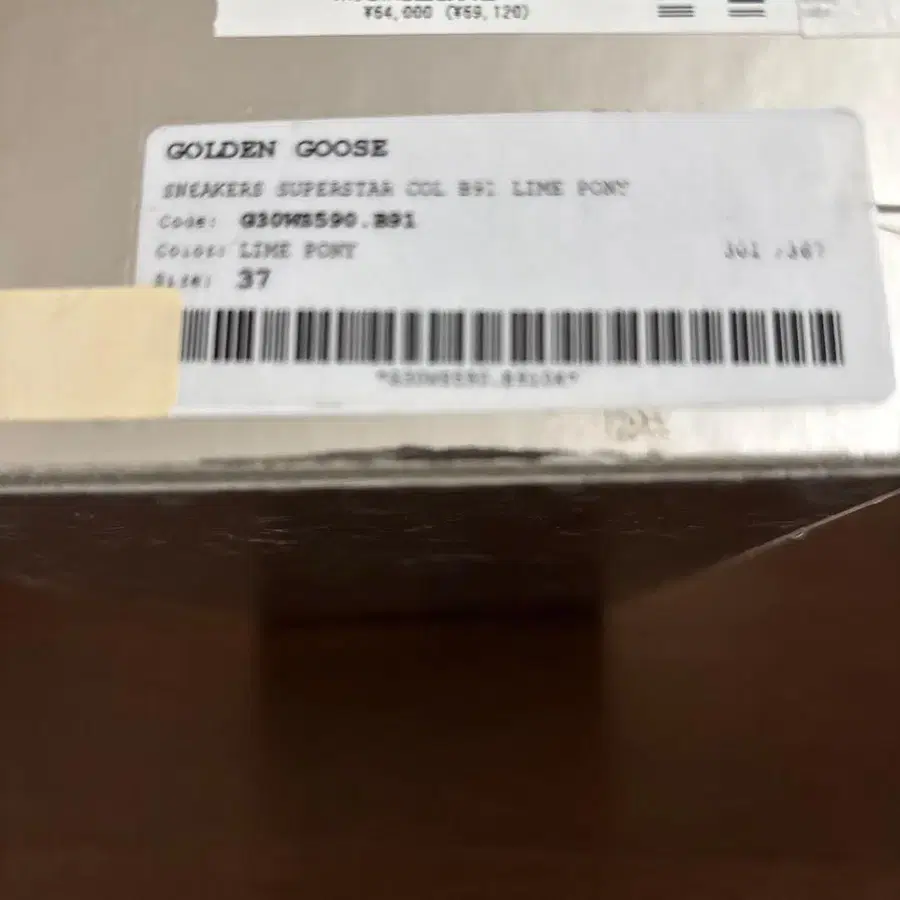 ¥64,000 (¥69,120)
GOLDEN GOOSE
SNEAKERS SUPERSTAR COL B91 LIME PONY
Code: G30WS590.B91
Color: LIME PONY
Size: 37